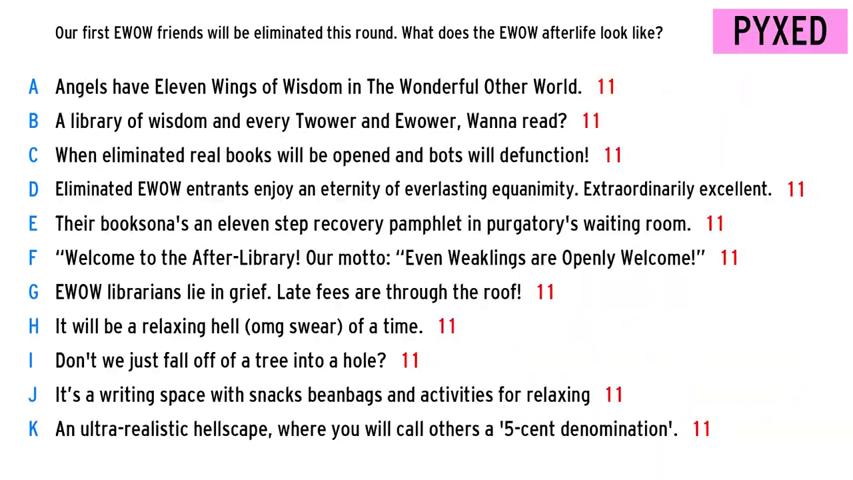 Our first EWOW friends will be eliminated this round. What does the EWOW afterlife look like?
PYXED
A Angels have Eleven Wings of Wisdom in The Wonderful Other World. 11
B A library of wisdom and every Twower and Ewower, Wanna read? 11
C When eliminated real books will be opened and bots will defunction! 11
D Eliminated EWOW entrants enjoy an eternity of everlasting equanimity. Extraordinarily excellent. 11
E Their booksona's an eleven step recovery pamphlet in purgatory's waiting room. 11
F “Welcome to the After-Library! Our motto: “Even Weaklings are Openly Welcome!” 11
G EWOW librarians lie in grief. Late fees are through the roof! 11
H It will be a relaxing hell (omg swear) of a time. 11
I Don't we just fall off of a tree into a hole? 11
J It’s a writing space with snacks beanbags and activities for relaxing 11
K An ultra-realistic hellscape, where you will call others a '5-cent denomination'. 11